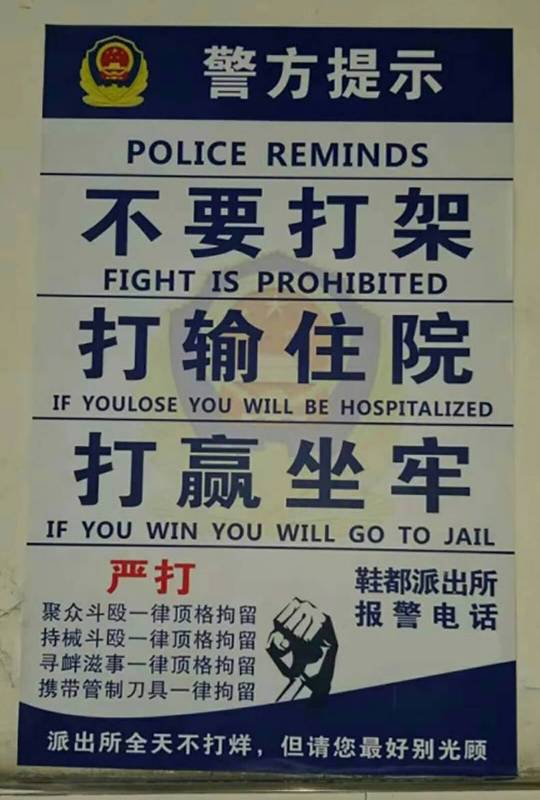 警方提示
POLICE REMINDS
不要打架
FIGHT IS PROHIBITED
打输住院
IF YOULOSE YOU WILL BE HOSPITALIZED
打赢坐牢
IF YOU WIN YOU WILL GO TO JAIL
严打
聚众斗殴一律顶格拘留
持械斗殴一律顶格拘留
寻衅滋事一律顶格拘留
携带管制刀具一律拘留
鞋都派出所
报警电话
派出所全天不打烊，但请您最好别光顾